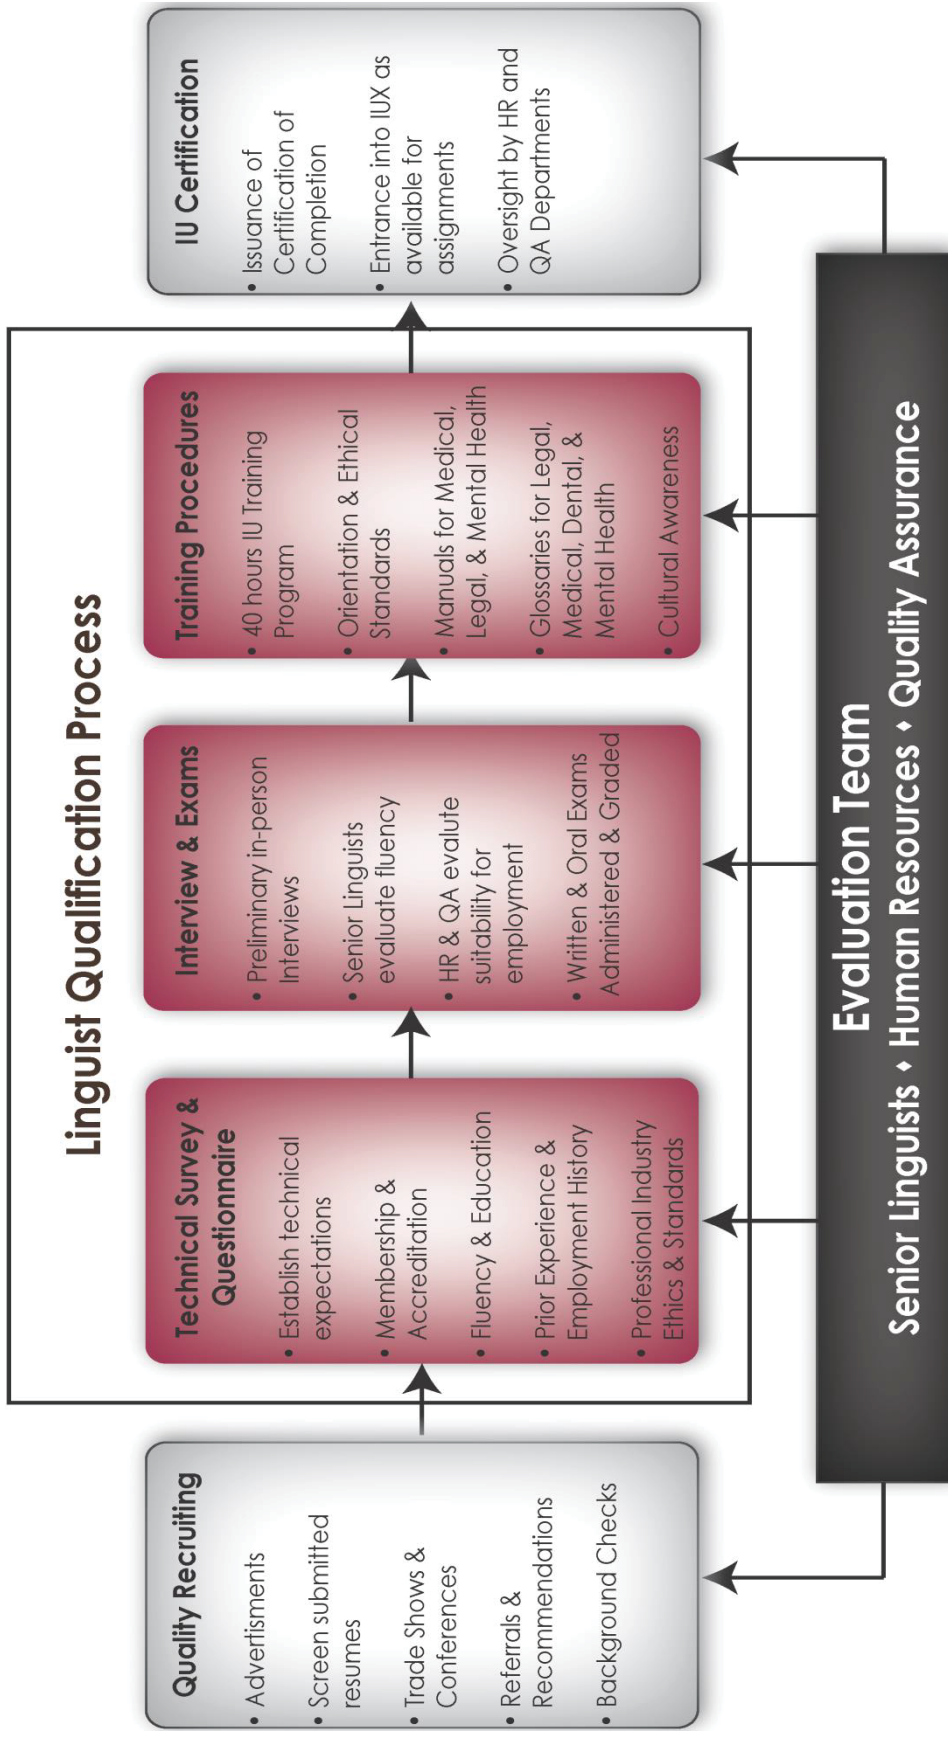 Linguist Qualification Process
Quality Recruiting
• Advertisments
• Screen submitted
resumes
• Trade Shows &
Conferences
• Referrals &
Recommendations
• Background Checks
Technical Survey &
Questionnaire
• Establish technical
expectations
• Membership &
Accreditation
• Fluency & Education
• Prior Experience &
Employment History
• Professional Industry
Ethics & Standards
Interview & Exams
• Preliminary in-person
Interviews
• Senior Linguists
evaluate fluency
• HR & QA evalute
suitability for
employment
• Written & Oral Exams
Administered & Graded
Training Procedures
• 40 hours IU Training
Program
• Orientation & Ethical
Standards
• Manuals for Medical,
Legal, & Mental Health
• Glossaries for Legal,
Medical, Dental, &
Mental Health
• Cultural Awareness
IU Certification
• Issuance of
Certification of
Completion
• Entrance into IUX as
available for
assignments
• Oversight by HR and
QA Departments
Evaluation Team
Senior Linguists ♦ Human Resources ♦ Quality Assurance